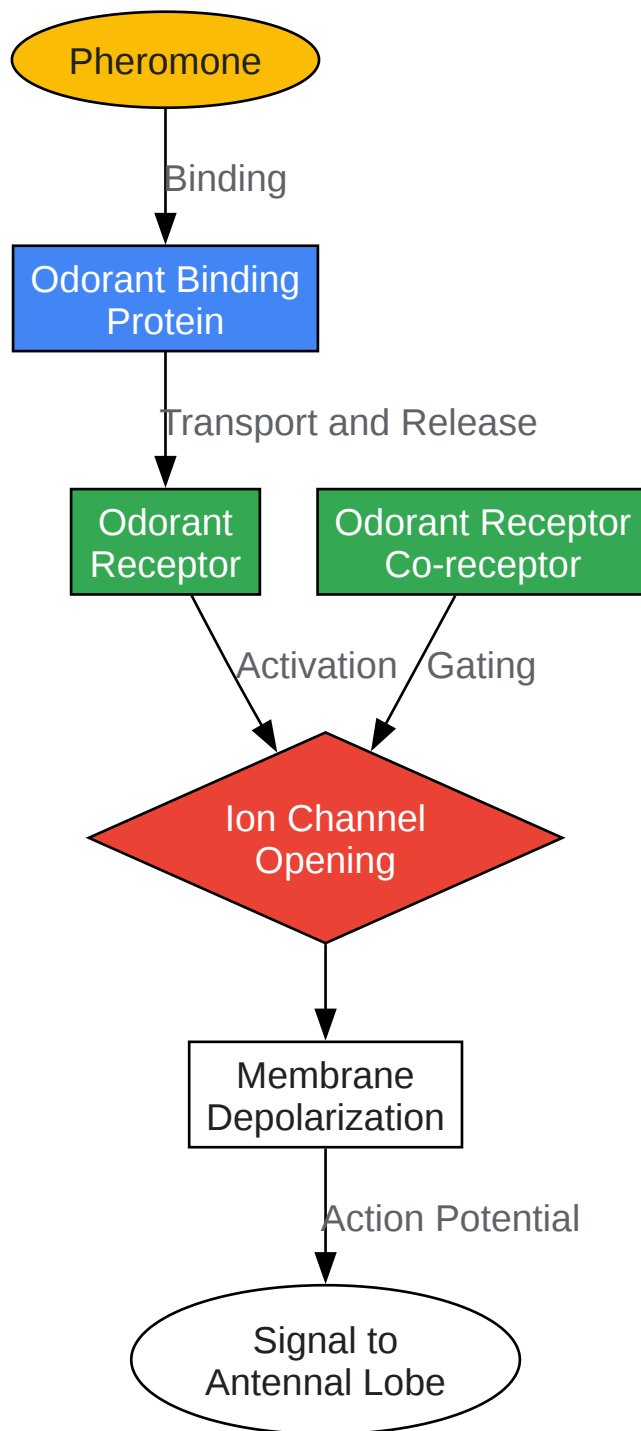 Pheromone
Binding
Odorant Binding
Protein
Transport and Release
Odorant
Receptor
Odorant Receptor
Co-receptor
Activation
Gating
Ion Channel
Opening
Membrane
Depolarization
Action Potential
Signal to
Antennal Lobe